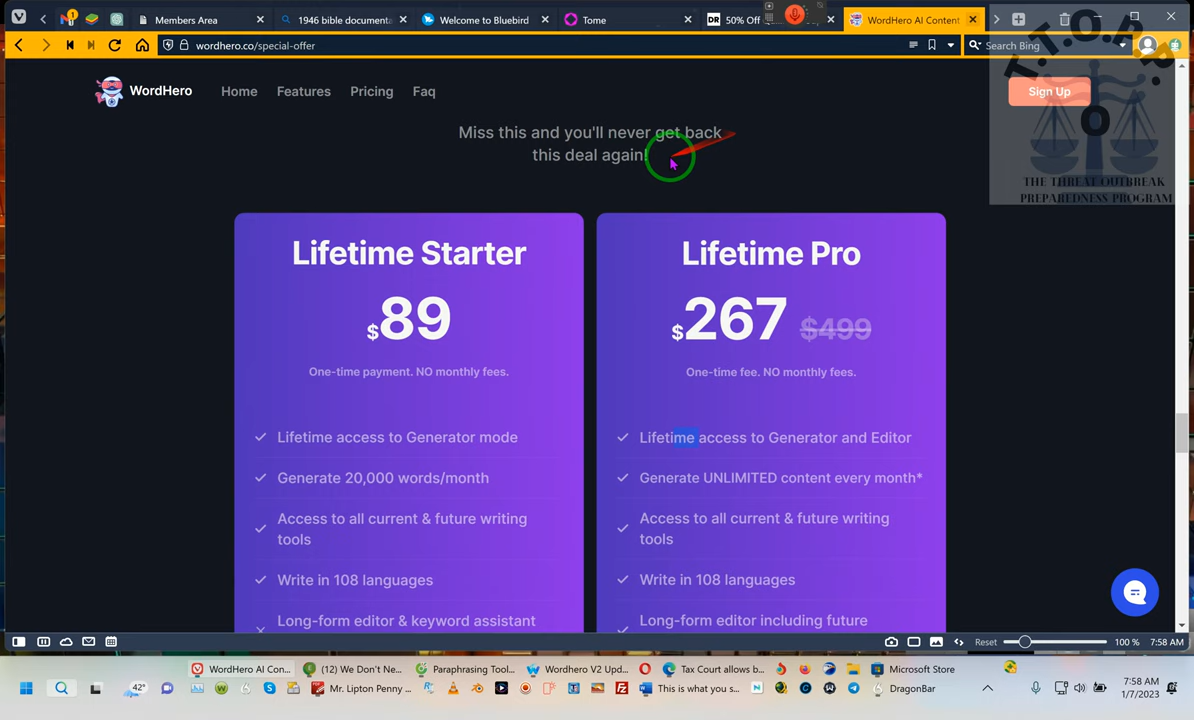 Members Area
1946 bible documenta
Welcome to Bluebird
Tome
DR 50% Off
WordHero AI Content
wordhero.co/special-offer
Search Bing
T.T.O.P.P.
O
THE THREAT OUTBREAK
PREPAREDNESS PROGRAM
WordHero
Home
Features
Pricing
Faq
Sign Up
Miss this and you'll never get back
this deal again!
Lifetime Starter
$89
One-time payment. NO monthly fees.
Lifetime access to Generator mode
Generate 20,000 words/month
Access to all current & future writing
tools
Write in 108 languages
Long-form editor & keyword assistant
Lifetime Pro
$267 $499
One-time fee. NO monthly fees.
Lifetime access to Generator and Editor
Generate UNLIMITED content every month*
Access to all current & future writing
tools
Write in 108 languages
Long-form editor including future
Reset
100 %
7:58 AM
WordHero AI Con...
(12) We Don't Ne...
Paraphrasing Tool...
Wordhero V2 Upd...
Tax Court allows b...
Microsoft Store
42°
Mr. Lipton Penny ...
This is what you s...
DragonBar
7:58 AM
1/7/2023